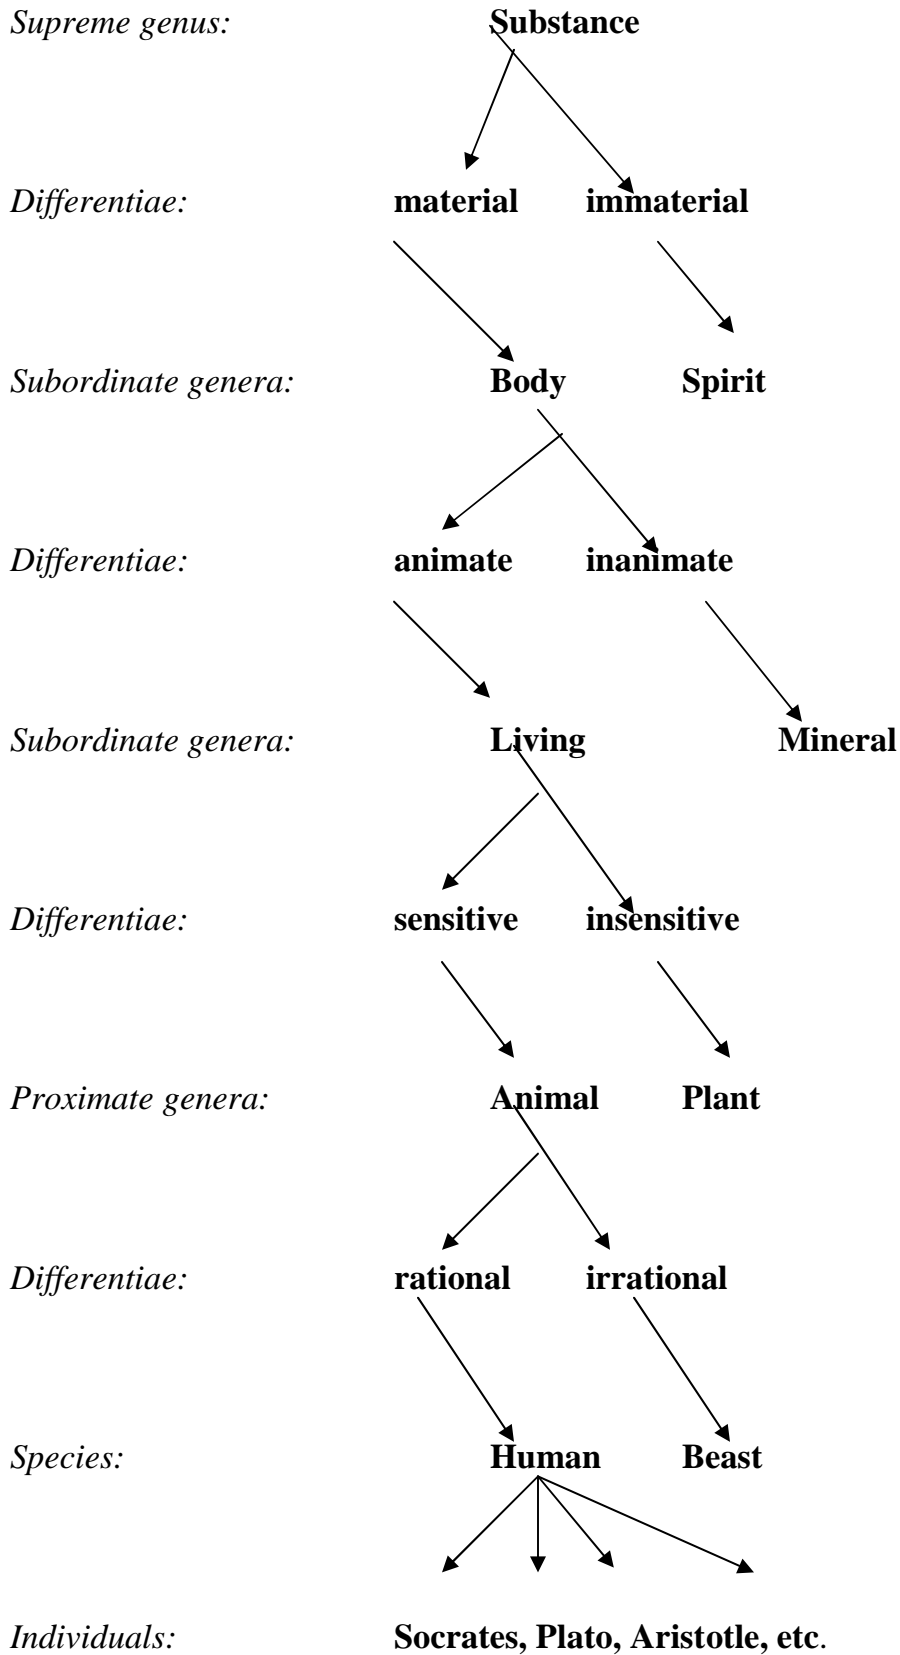 Supreme genus: Substance
Differentiae: material immaterial
Subordinate genera: Body Spirit
Differentiae: animate inanimate
Subordinate genera: Living Mineral
Differentiae: sensitive insensitive
Proximate genera: Animal Plant
Differentiae: rational irrational
Species: Human Beast
Individuals: Socrates, Plato, Aristotle, etc.